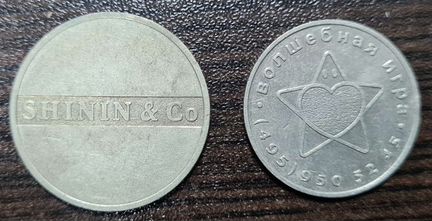 SHININ & Co
ВОЛШЕБНАЯ ИГРА
(495) 950 52 45